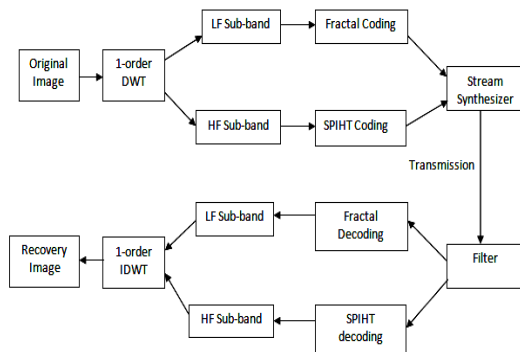 LF Sub-band
Fractal Coding
Original
Image
1-order
DWT
Stream
Synthesizer
HF Sub-band
SPIHT Coding
Transmission
LF Sub-band
Fractal
Decoding
Recovery
Image
1-order
IDWT
Filter
HF Sub-band
SPIHT
decoding